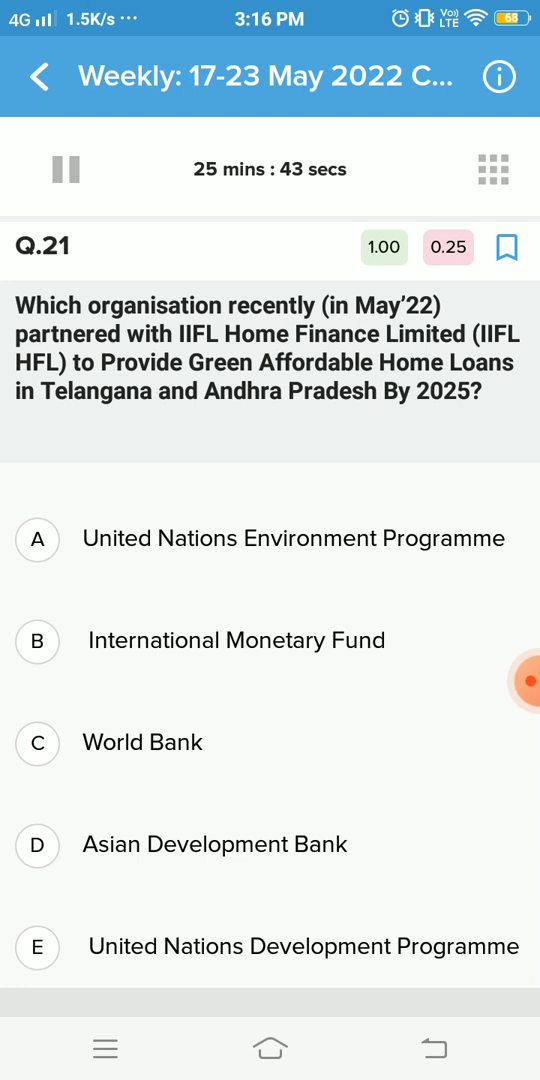 4G 1.5K/s ... 3:16 PM Vo)) LTE 68
Weekly: 17-23 May 2022 C...
25 mins : 43 secs
Q.21 1.00 0.25
Which organisation recently (in May'22)
partnered with IIFL Home Finance Limited (IIFL
HFL) to Provide Green Affordable Home Loans
in Telangana and Andhra Pradesh By 2025?
A United Nations Environment Programme
B International Monetary Fund
C World Bank
D Asian Development Bank
E United Nations Development Programme